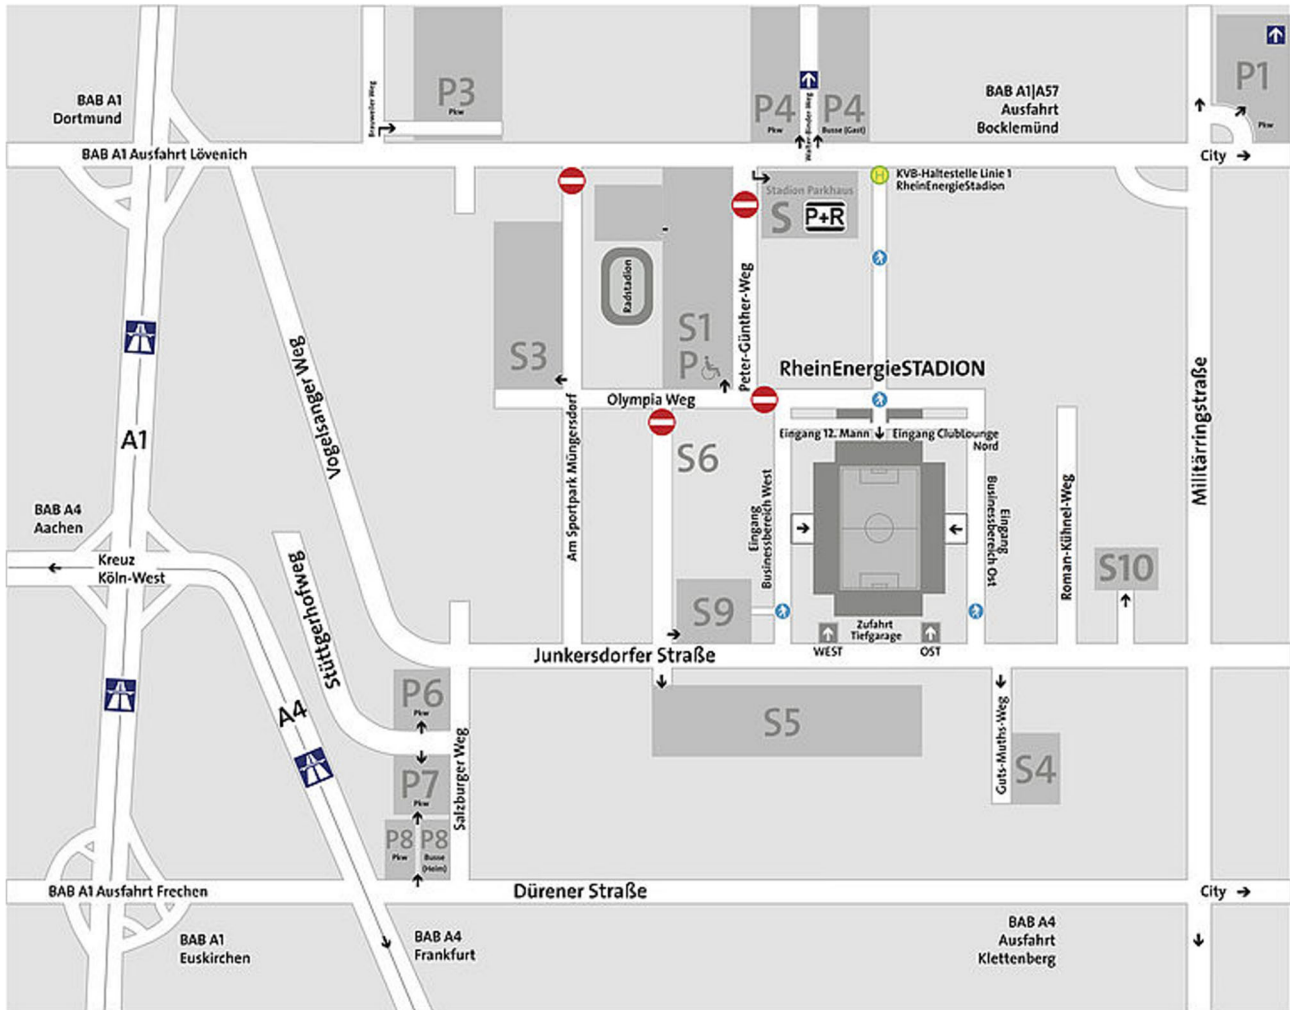 P3
Pkw
P4
Pkw
P4
Busse (Gast)
P1
Pkw
BAB A1
Dortmund
Brauweiler Weg
Walter-Binder-Weg
BAB A1|A57
Ausfahrt
Bocklemünd
BAB A1 Ausfahrt Lövenich
City
H
KVB-Haltestelle Linie 1
RheinEnergieStadion
Stadion Parkhaus
S
P+R
Radstadion
S3
S1
P
Peter-Günther-Weg
RheinEnergieSTADION
Vogelsanger Weg
Olympia Weg
Am Sportpark Müngersdorf
Militärringstraße
A1
S6
Eingang 12. Mann
Eingang ClubLounge
Nord
Eingang
Businessbereich West
Eingang
Businessbereich Ost
Roman-Kühnel-Weg
BAB A4
Aachen
Kreuz
Köln-West
Stüttgerhofweg
S9
S10
Zufahrt
Tiefgarage
WEST
OST
Junkersdorfer Straße
P6
Pkw
A4
S5
Guts-Muths-Weg
S4
Salzburger Weg
P7
Pkw
P8
Pkw
P8
Busse
(Heim)
BAB A1 Ausfahrt Frechen
Dürener Straße
City
BAB A1
Euskirchen
BAB A4
Frankfurt
BAB A4
Ausfahrt
Klettenberg